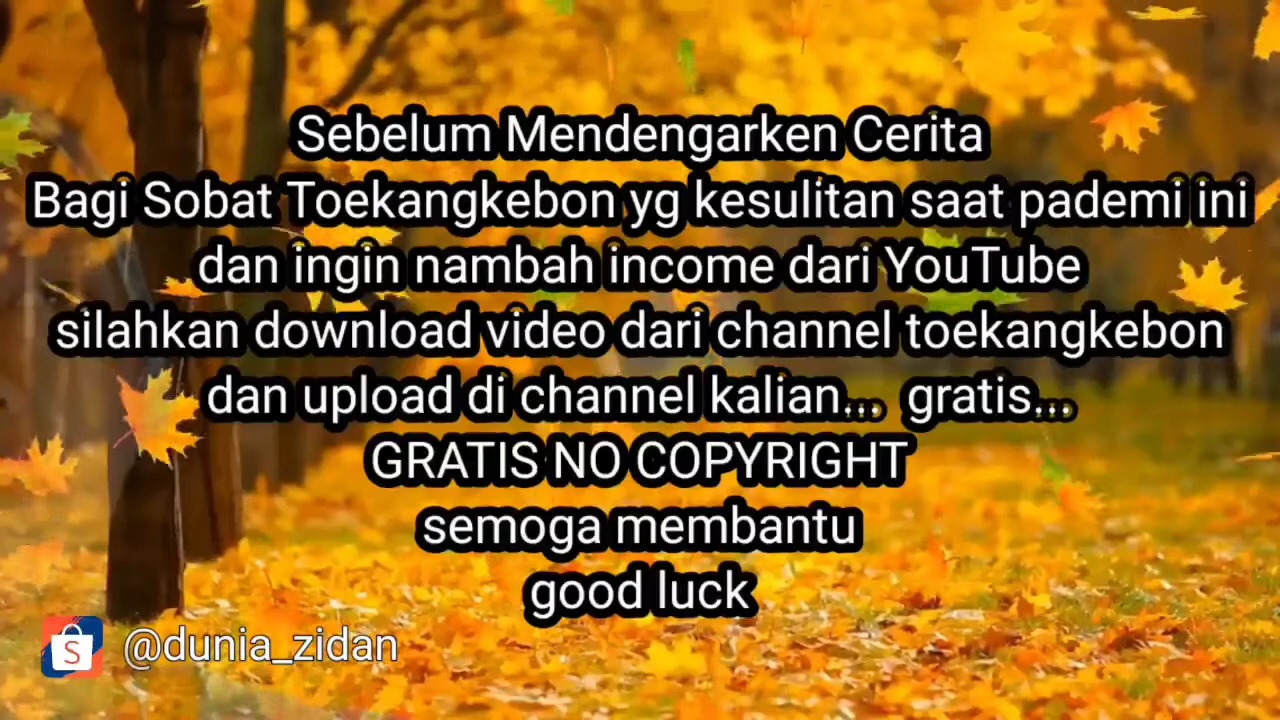 Sebelum Mendengarken Cerita
Bagi Sobat Toekangkebon yg kesulitan saat pademi ini
dan ingin nambah income dari YouTube
silahkan download video dari channel toekangkebon
dan upload di channel kalian... gratis...
GRATIS NO COPYRIGHT
semoga membantu
good luck
S @dunia_zidan